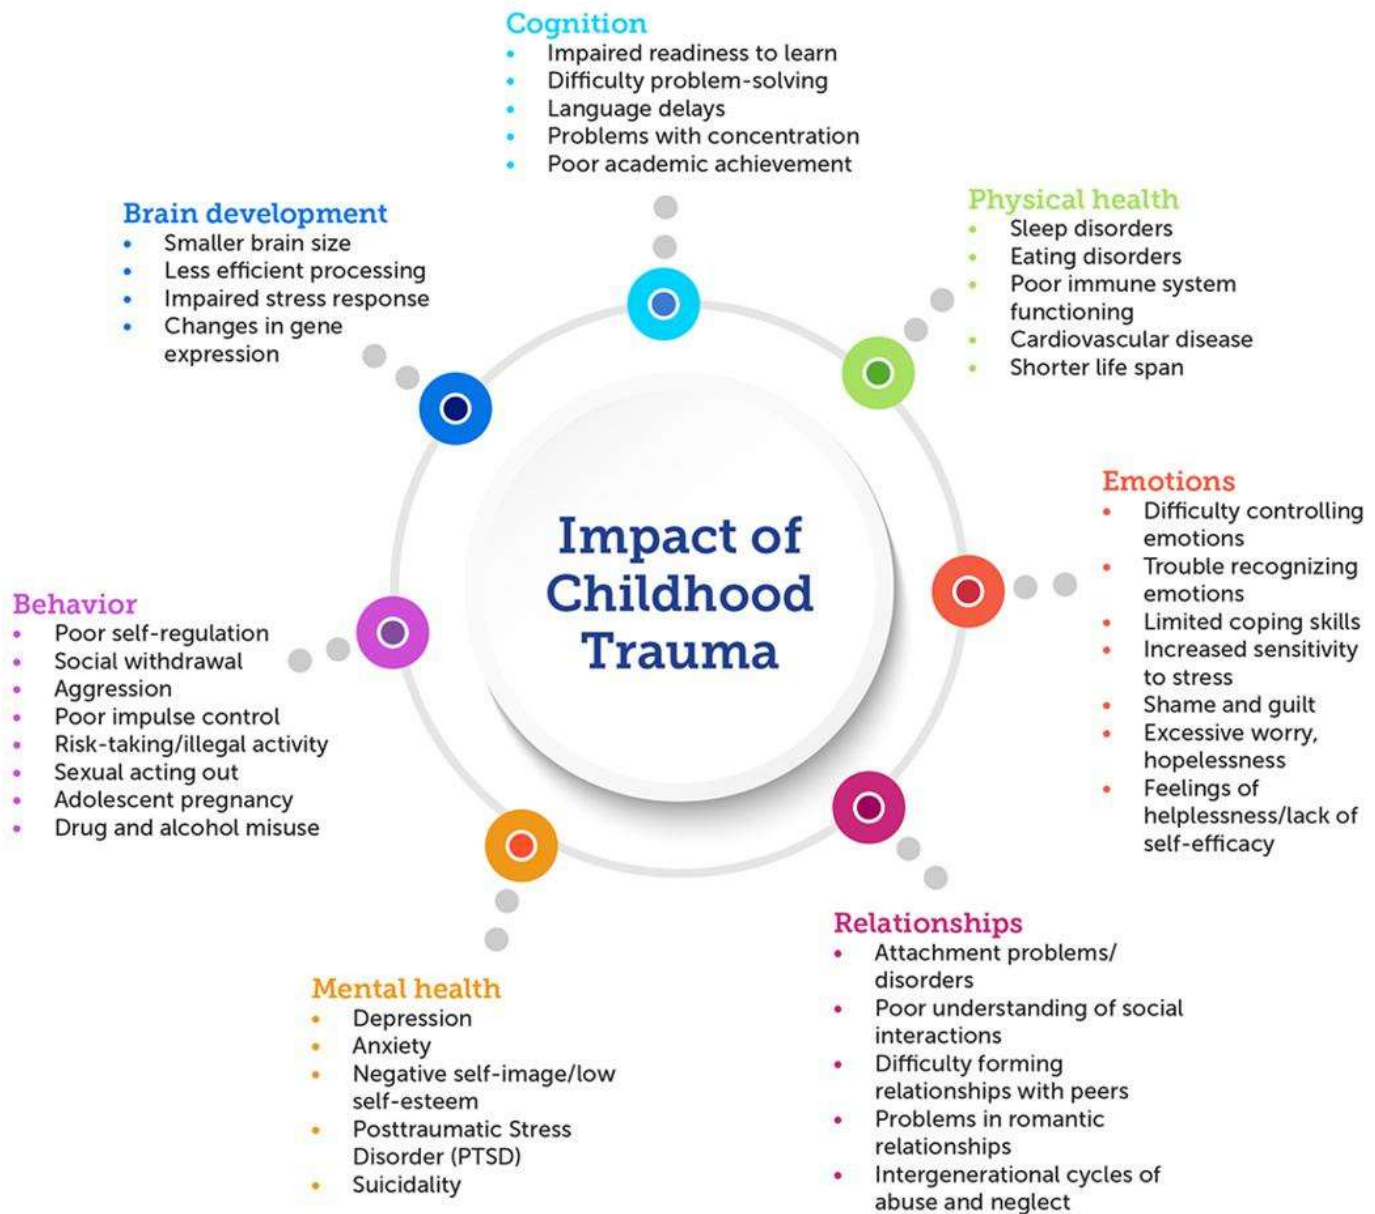 Cognition
• Impaired readiness to learn
• Difficulty problem-solving
• Language delays
• Problems with concentration
• Poor academic achievement
Physical health
• Sleep disorders
• Eating disorders
• Poor immune system
functioning
• Cardiovascular disease
• Shorter life span
Emotions
• Difficulty controlling
emotions
• Trouble recognizing
emotions
• Limited coping skills
• Increased sensitivity
to stress
• Shame and guilt
• Excessive worry,
hopelessness
• Feelings of
helplessness/lack of
self-efficacy
Relationships
• Attachment problems/
disorders
• Poor understanding of social
interactions
• Difficulty forming
relationships with peers
• Problems in romantic
relationships
• Intergenerational cycles of
abuse and neglect
Mental health
• Depression
• Anxiety
• Negative self-image/low
self-esteem
• Posttraumatic Stress
Disorder (PTSD)
• Suicidality
Behavior
• Poor self-regulation
• Social withdrawal
• Aggression
• Poor impulse control
• Risk-taking/illegal activity
• Sexual acting out
• Adolescent pregnancy
• Drug and alcohol misuse
Brain development
• Smaller brain size
• Less efficient processing
• Impaired stress response
• Changes in gene
expression
Impact of
Childhood
Trauma